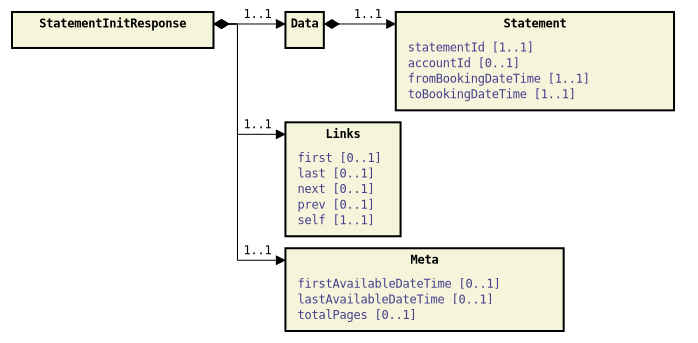 StatementInitResponse
1..1
Data
1..1
Statement
statementId [1..1]
accountId [0..1]
fromBookingDateTime [1..1]
toBookingDateTime [1..1]
1..1
Links
first [0..1]
last [0..1]
next [0..1]
prev [0..1]
self [1..1]
1..1
Meta
firstAvailableDateTime [0..1]
lastAvailableDateTime [0..1]
totalPages [0..1]